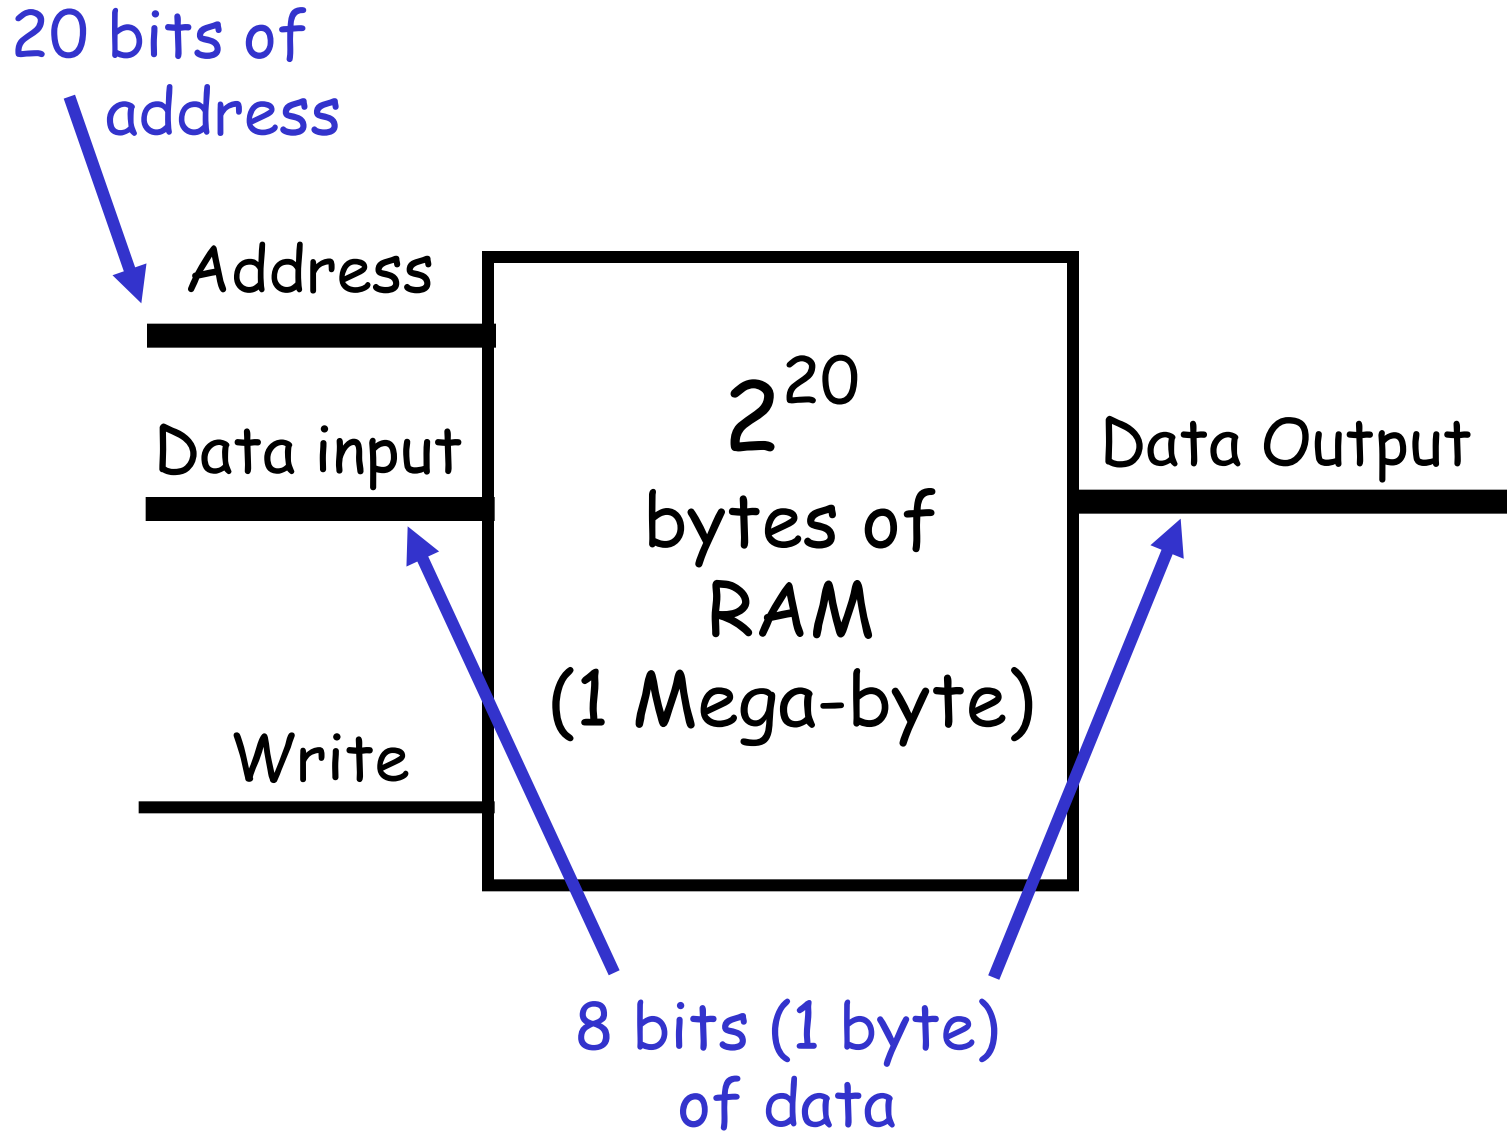 20 bits of
address
Address
Data input
Write
2^20
bytes of
RAM
(1 Mega-byte)
Data Output
8 bits (1 byte)
of data